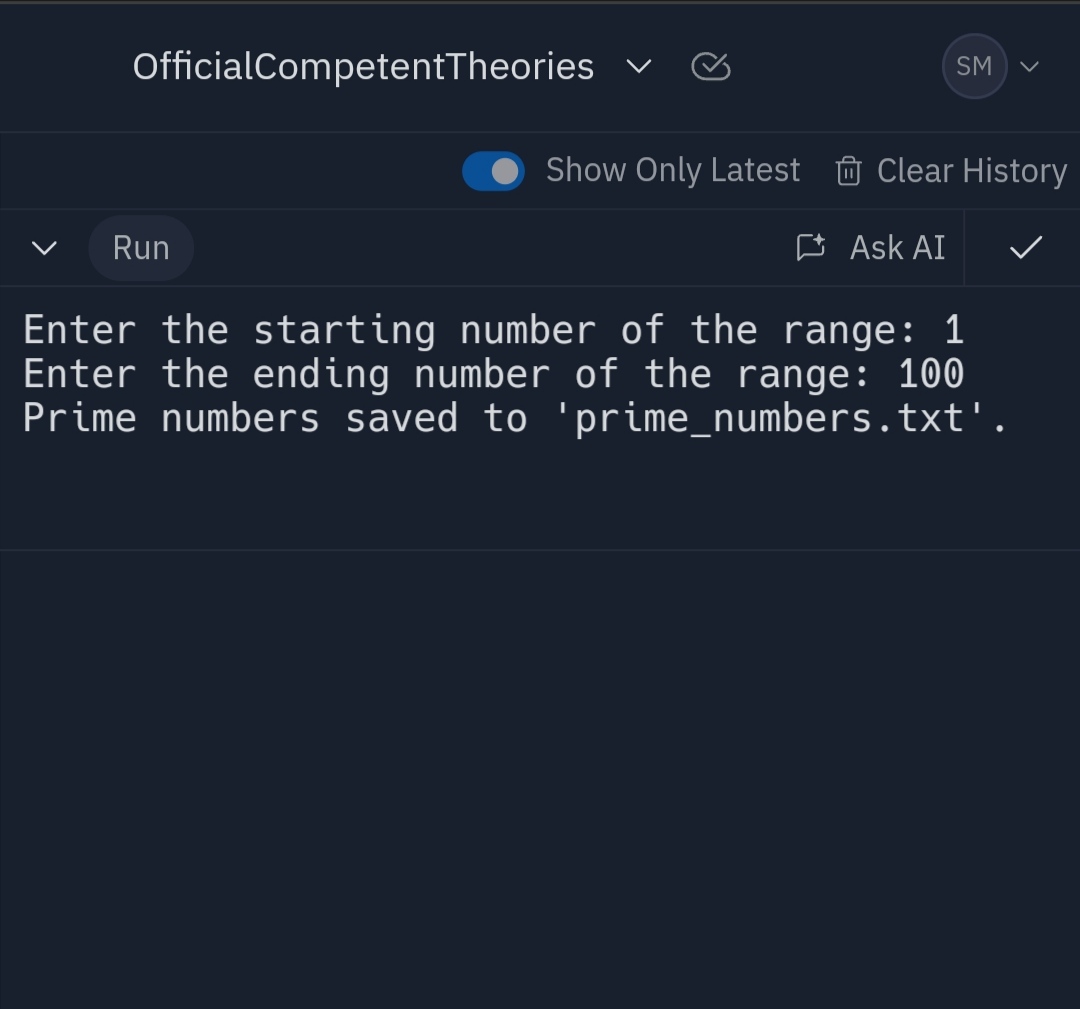 OfficialCompetentTheories
SM
Show Only Latest
Clear History
Run
Ask AI
Enter the starting number of the range: 1
Enter the ending number of the range: 100
Prime numbers saved to 'prime_numbers.txt'.